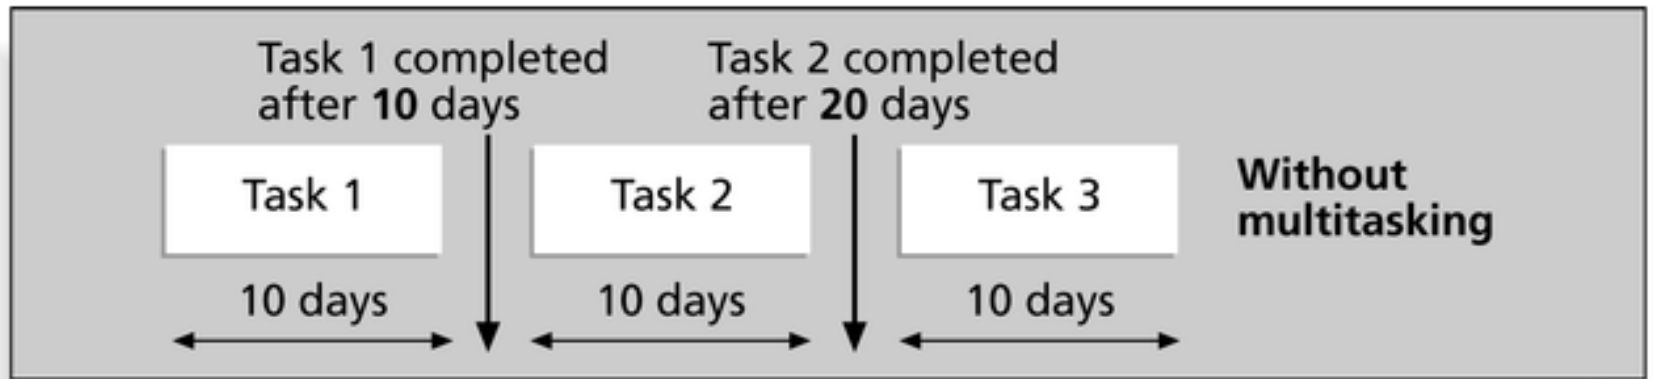 Task 1 completed
after 10 days
Task 2 completed
after 20 days
Task 1
Task 2
Task 3
Without
multitasking
10 days
10 days
10 days